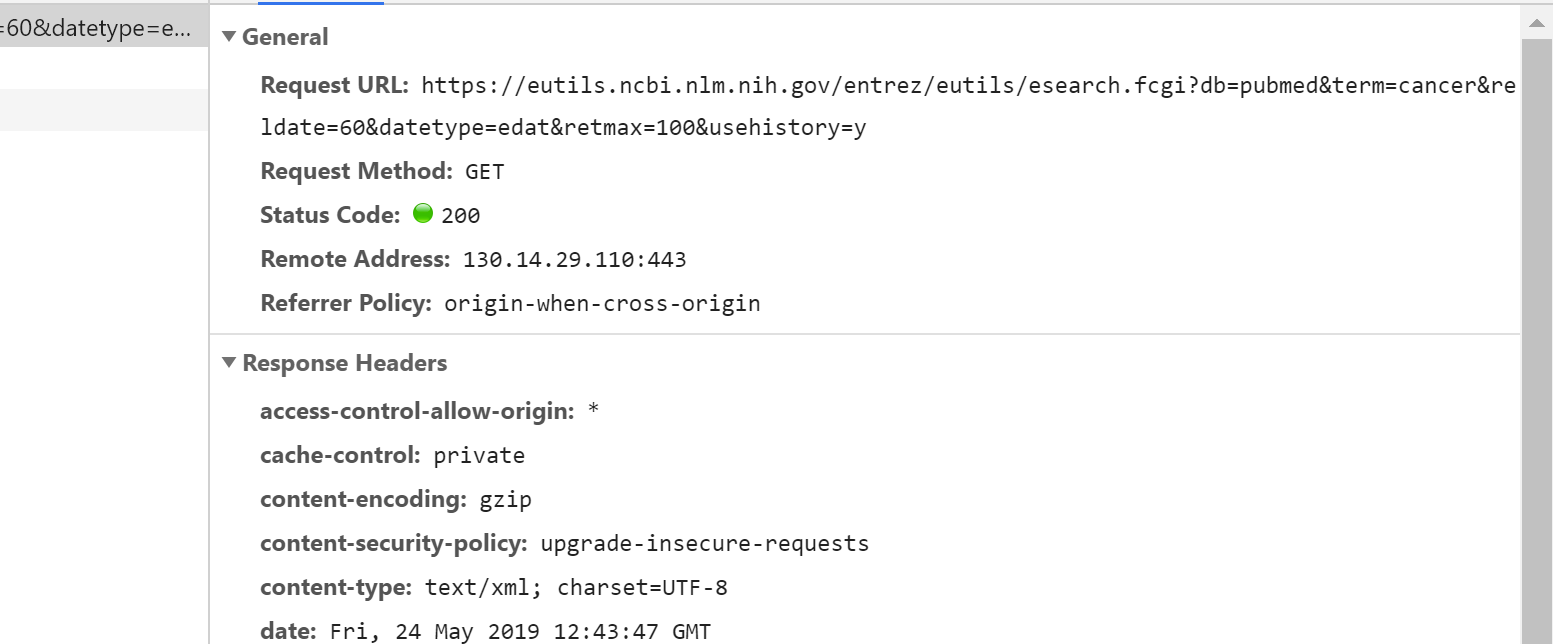 =60&datetype=e...
General
Request URL: https://eutils.ncbi.nlm.nih.gov/entrez/eutils/esearch.fcgi?db=pubmed&term=cancer&re
ldate=60&datetype=edat&retmax=100&usehistory=y
Request Method: GET
Status Code: 200
Remote Address: 130.14.29.110:443
Referrer Policy: origin-when-cross-origin
Response Headers
access-control-allow-origin: *
cache-control: private
content-encoding: gzip
content-security-policy: upgrade-insecure-requests
content-type: text/xml; charset=UTF-8
date: Fri, 24 May 2019 12:43:47 GMT